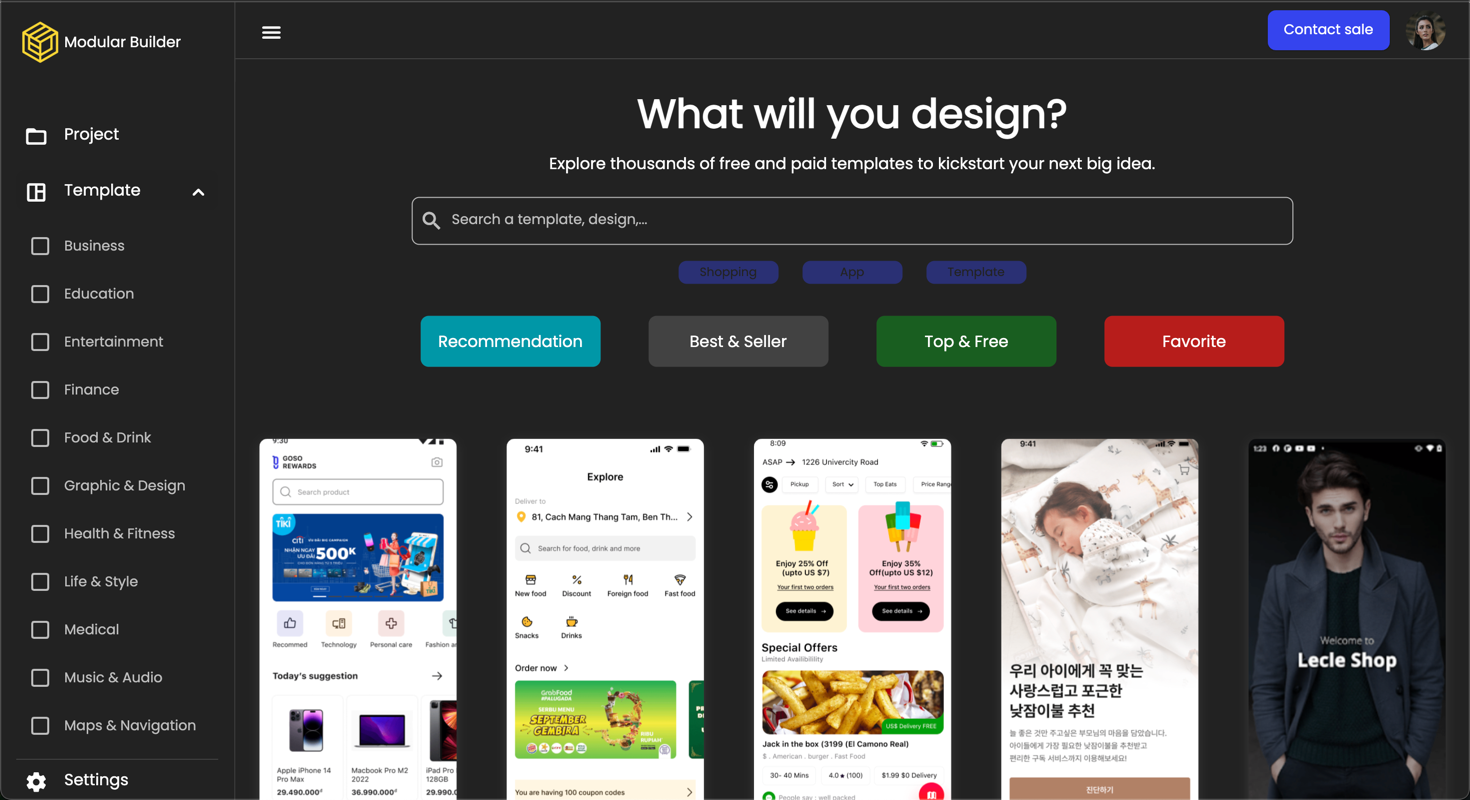 Modular Builder
Contact sale
Project
Template
Business
Education
Entertainment
Finance
Food & Drink
Graphic & Design
Health & Fitness
Life & Style
Medical
Music & Audio
Maps & Navigation
Settings
What will you design?
Explore thousands of free and paid templates to kickstart your next big idea.
Search a template, design,...
Shopping
App
Template
Recommendation
Best & Seller
Top & Free
Favorite
9:30
GOSO
REWARDS
Search product
TIKI
citi
NHẬN NGAY
ƯU ĐÃI 500K
Recommed
Technology
Personal care
Fashion
Today's suggestion
Apple iPhone 14
Pro Max
29.490.000đ
Macbook Pro M2
2022
36.990.000đ
iPad Pro
128GB
29.990.
9:41
Explore
Deliver to
81, Cach Mang Thang Tam, Ben Th...
Search for food, drink and more
New food
Discount
Foreign food
Fast food
Snacks
Drinks
Order now
GrabFood
#PALUGADA
SERBU MENU
SEPTEMBER
GEMBIRA
RIBU
RUPIAH
You are having 100 coupon codes
8:09
ASAP → 1226 Univercity Road
Pickup
Sort
Top Eats
Price Rang
Enjoy 25% Off
(upto US $7)
Your first two orders
See details →
Enjoy 35%
Off(upto US $12)
Your first two orders
See details →
Special Offers
Limited Availibility
US$ Delivery FREE
Jack in the box (3199 (El Camono Real)
$ . American . burger . Fast Food
30- 40 Mins
4.0★ (100)
$1.99 $0 Delivery
People say : well packed
9:41
우리 아이에게 꼭 맞는
사랑스럽고 포근한
낮잠이불 추천
늘 좋은 것만 주고싶은 부모님의 마음을 담았습니다.
아이들에게 가장 필요한 낮잠이불을 추천받고
편리한 구독 서비스까지 이용해보세요!
진단하기
1:23
Welcome to
Lecle Shop